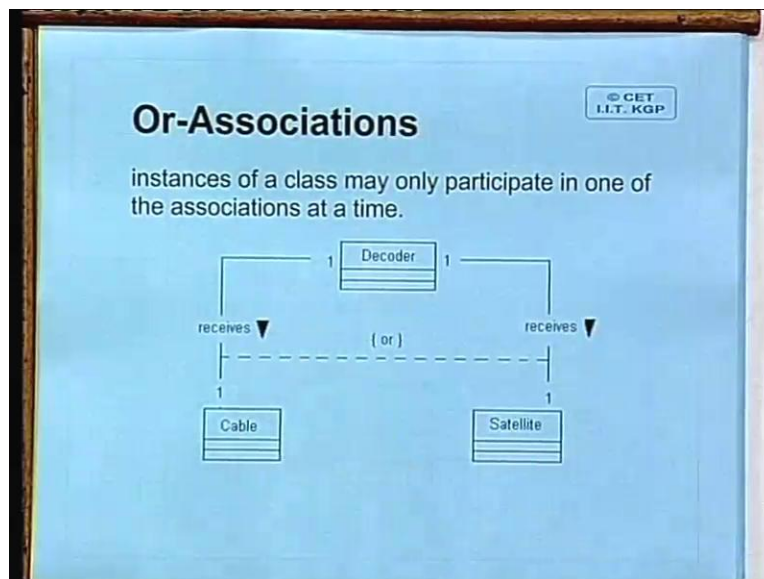 © CET
I.I.T. KGP
Or-Associations
instances of a class may only participate in one of
the associations at a time.
1 Decoder 1
receives receives
{ or }
1 1
Cable Satellite